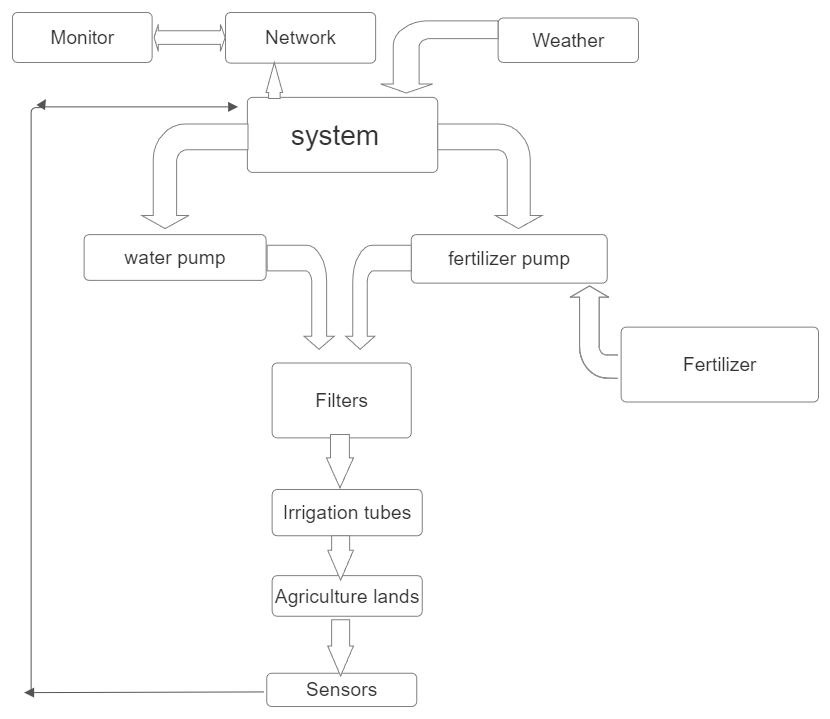 Monitor
Network
Weather
system
water pump
fertilizer pump
Fertilizer
Filters
Irrigation tubes
Agriculture lands
Sensors